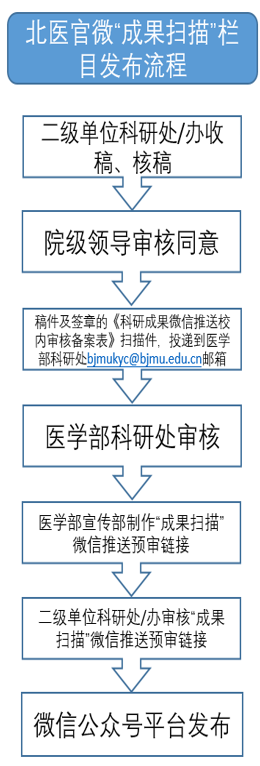 北医官微“成果扫描”栏
目发布流程
二级单位科研处/办收
稿、核稿
院级领导审核同意
稿件及签章的《科研成果微信推送校
内审核备案表》扫描件，投递到医学
部科研处bjmukyc@bjmu.edu.cn邮箱
医学部科研处审核
医学部宣传部制作“成果扫描”
微信推送预审链接
二级单位科研处/办审核“成果
扫描”微信推送预审链接
微信公众号平台发布